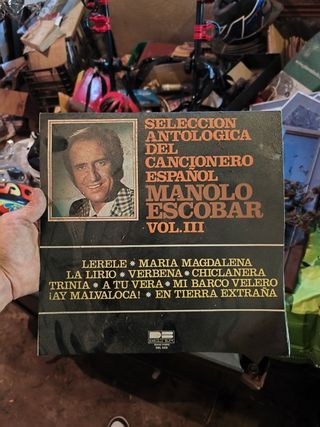 SELECCION
ANTOLOGICA
DEL
CANCIONERO
ESPAÑOL
MANOLO
ESCOBAR
VOL.III
LERELE • MARIA MAGDALENA
LA LIRIO • VERBENA • CHICLANERA
TRINIA • A TU VERA • MI BARCO VELERO
¡AY MALVALOCA! • EN TIERRA EXTRAÑA